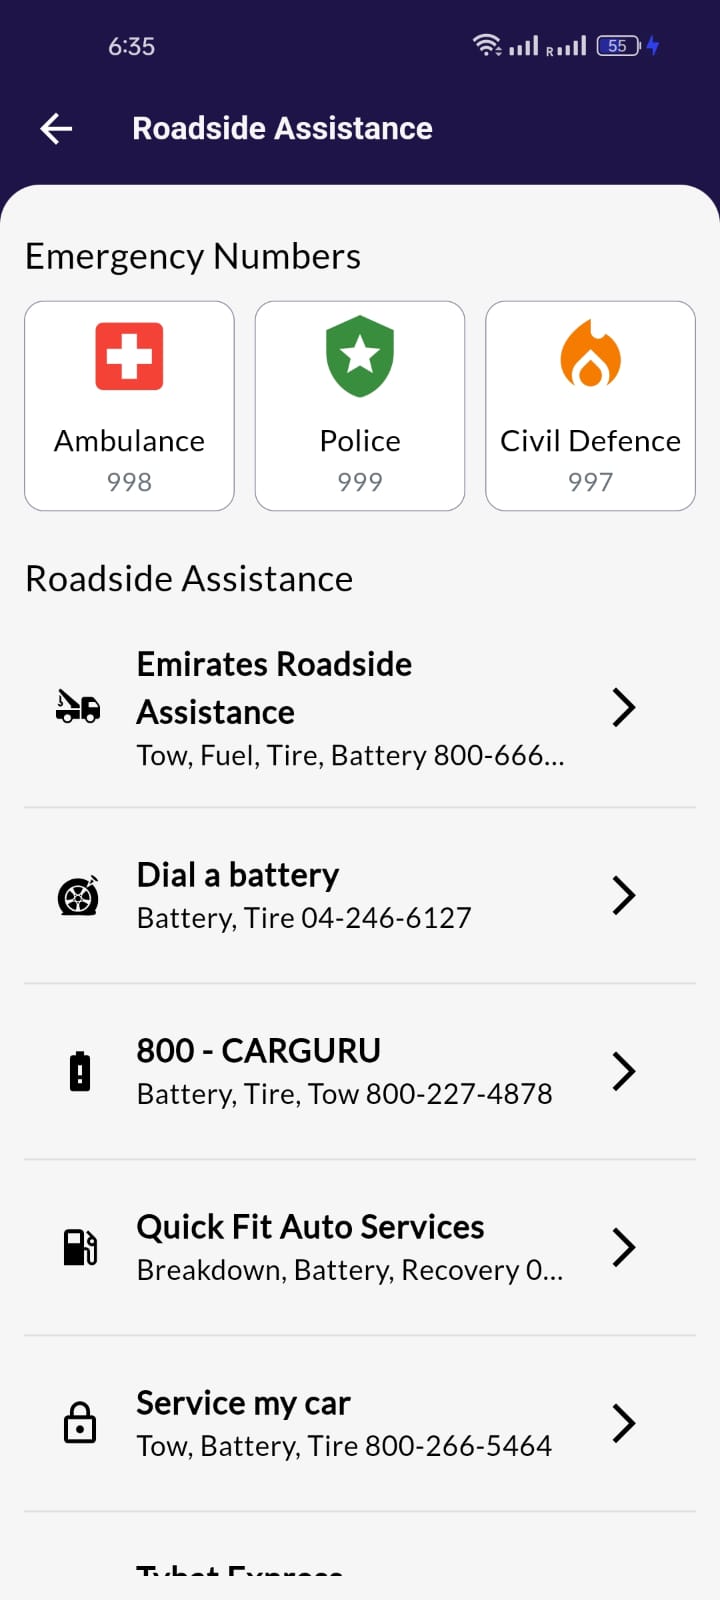 6:35
R 55
Roadside Assistance
Emergency Numbers
Ambulance
998
Police
999
Civil Defence
997
Roadside Assistance
Emirates Roadside
Assistance
Tow, Fuel, Tire, Battery 800-666...
Dial a battery
Battery, Tire 04-246-6127
800 - CARGURU
Battery, Tire, Tow 800-227-4878
Quick Fit Auto Services
Breakdown, Battery, Recovery 0...
Service my car
Tow, Battery, Tire 800-266-5464